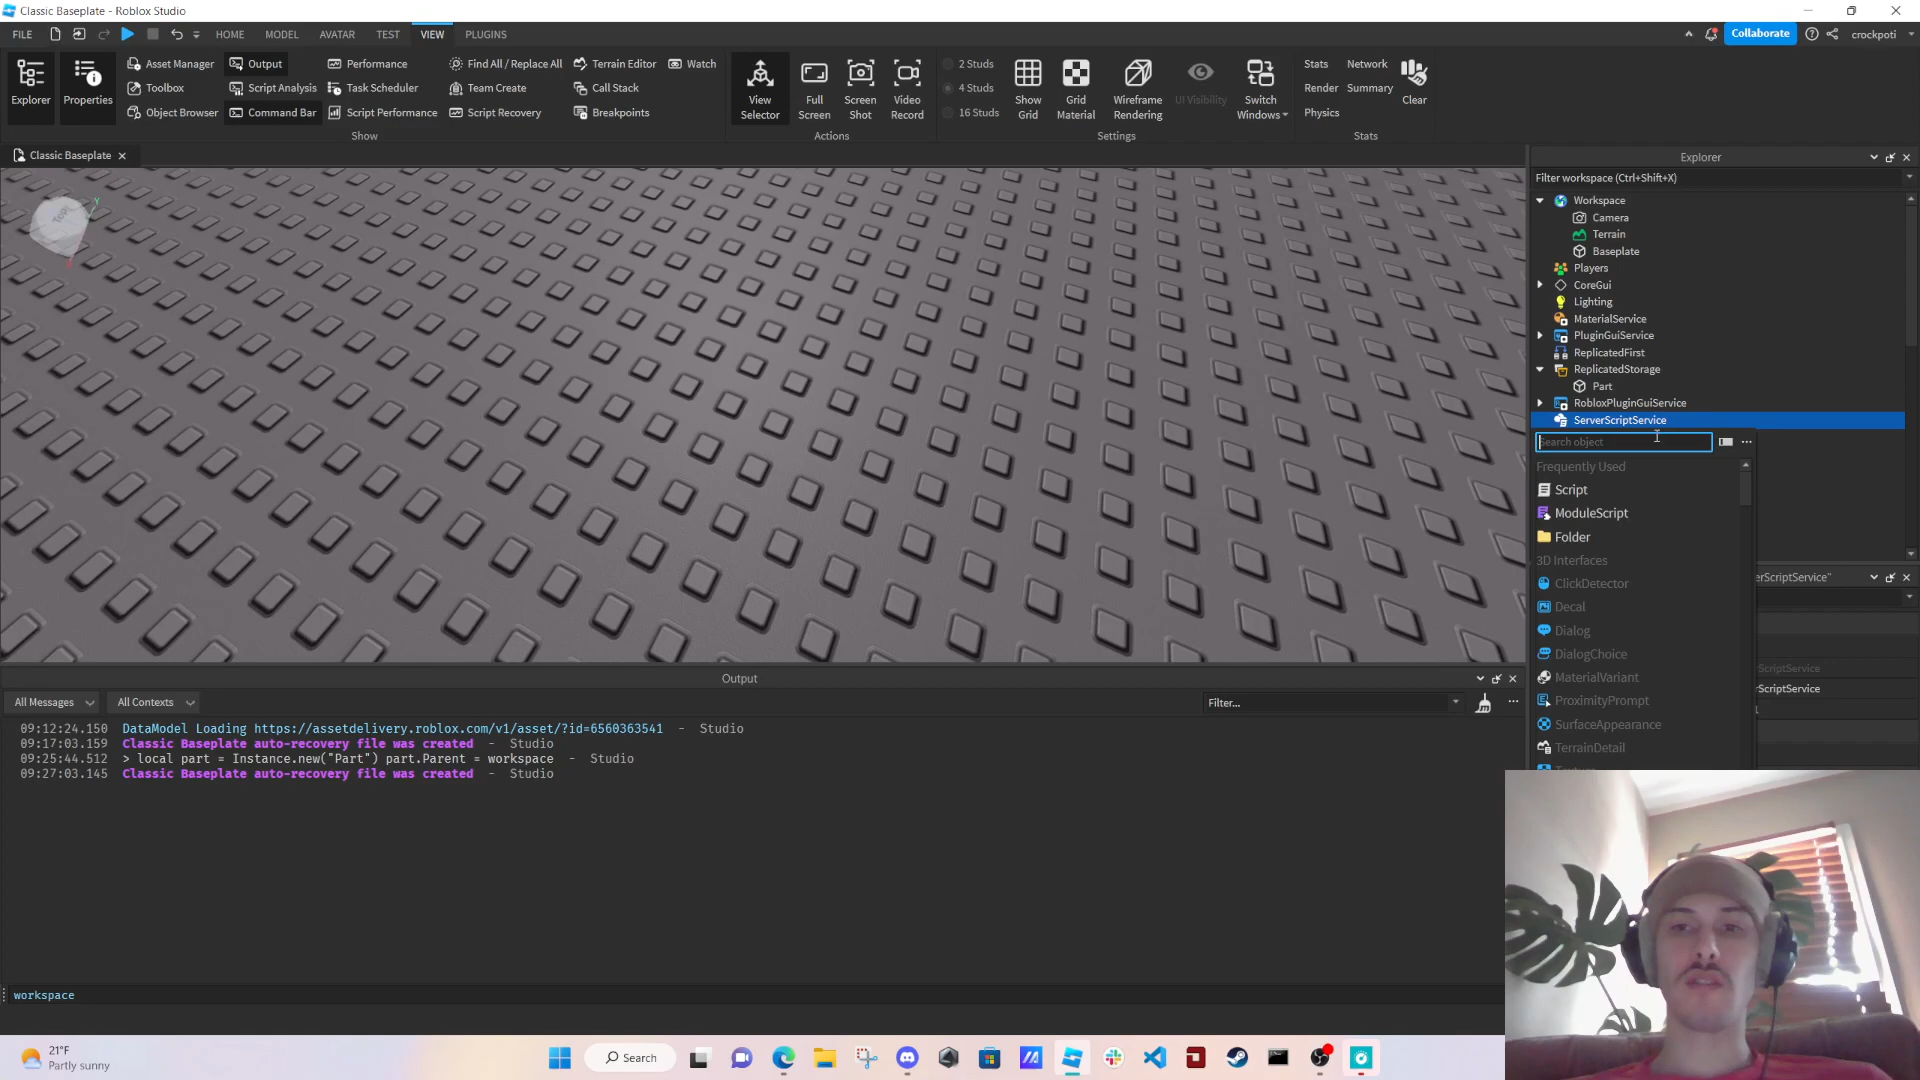 Classic Baseplate - Roblox Studio
FILE HOME MODEL AVATAR TEST VIEW PLUGINS Collaborate crockpoti
Explorer Properties
Asset Manager Output Performance Find All / Replace All Terrain Editor Watch
Toolbox Script Analysis Task Scheduler Team Create Call Stack
Object Browser Command Bar Script Performance Script Recovery Breakpoints
Show
View Selector Full Screen Screen Shot Video Record
Actions
2 Studs
4 Studs
16 Studs
Show Grid Grid Material Wireframe Rendering UI Visibility Switch Windows
Settings
Stats Network
Render Summary Clear
Physics
Stats
Classic Baseplate
Explorer
Filter workspace (Ctrl+Shift+X)
Workspace
Camera
Terrain
Baseplate
Players
CoreGui
Lighting
MaterialService
PluginGuiService
ReplicatedFirst
ReplicatedStorage
Part
RobloxPluginGuiService
ServerScriptService
Search object
Frequently Used
Script
ModuleScript
Folder
3D Interfaces
ClickDetector
Decal
Dialog
DialogChoice
MaterialVariant
ProximityPrompt
SurfaceAppearance
TerrainDetail
erScriptService"
ScriptService
ScriptService
Output
All Messages All Contexts Filter...
09:12:24.150 DataModel Loading https://assetdelivery.roblox.com/v1/asset/?id=6560363541 - Studio
09:17:03.159 Classic Baseplate auto-recovery file was created - Studio
09:25:44.512 > local part = Instance.new("Part") part.Parent = workspace - Studio
09:27:03.145 Classic Baseplate auto-recovery file was created - Studio
workspace
21°F
Partly sunny
Search